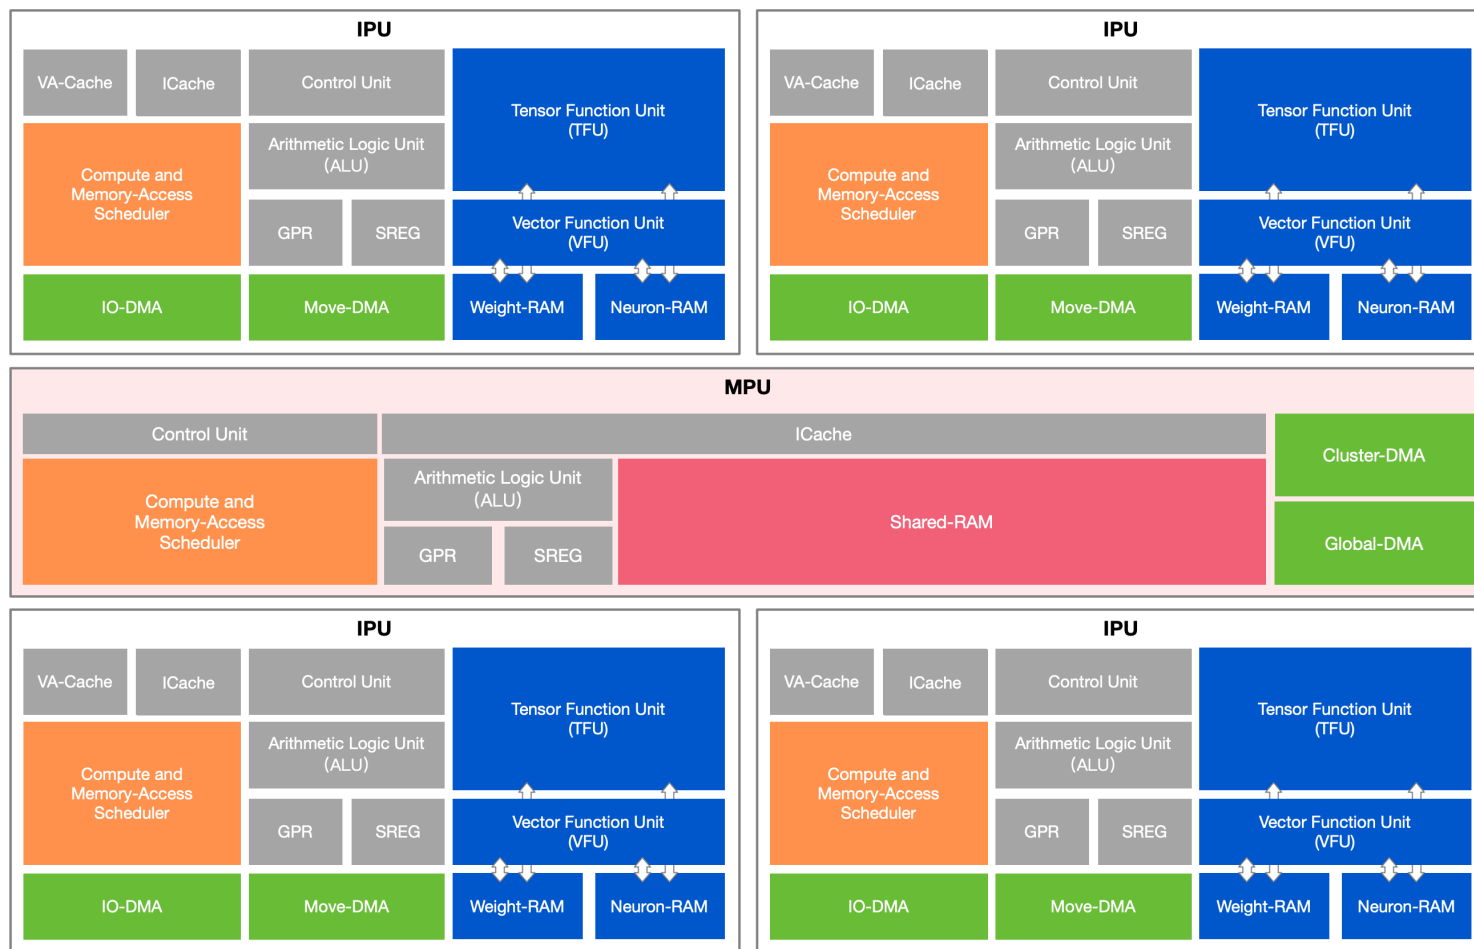 IPU
VA-Cache
ICache
Control Unit
Tensor Function Unit
(TFU)
Compute and
Memory-Access
Scheduler
Arithmetic Logic Unit
(ALU)
GPR
SREG
Vector Function Unit
(VFU)
IO-DMA
Move-DMA
Weight-RAM
Neuron-RAM
IPU
VA-Cache
ICache
Control Unit
Tensor Function Unit
(TFU)
Compute and
Memory-Access
Scheduler
Arithmetic Logic Unit
(ALU)
GPR
SREG
Vector Function Unit
(VFU)
IO-DMA
Move-DMA
Weight-RAM
Neuron-RAM
MPU
Control Unit
ICache
Cluster-DMA
Compute and
Memory-Access
Scheduler
Arithmetic Logic Unit
(ALU)
GPR
SREG
Shared-RAM
Global-DMA
IPU
VA-Cache
ICache
Control Unit
Tensor Function Unit
(TFU)
Compute and
Memory-Access
Scheduler
Arithmetic Logic Unit
(ALU)
GPR
SREG
Vector Function Unit
(VFU)
IO-DMA
Move-DMA
Weight-RAM
Neuron-RAM
IPU
VA-Cache
ICache
Control Unit
Tensor Function Unit
(TFU)
Compute and
Memory-Access
Scheduler
Arithmetic Logic Unit
(ALU)
GPR
SREG
Vector Function Unit
(VFU)
IO-DMA
Move-DMA
Weight-RAM
Neuron-RAM